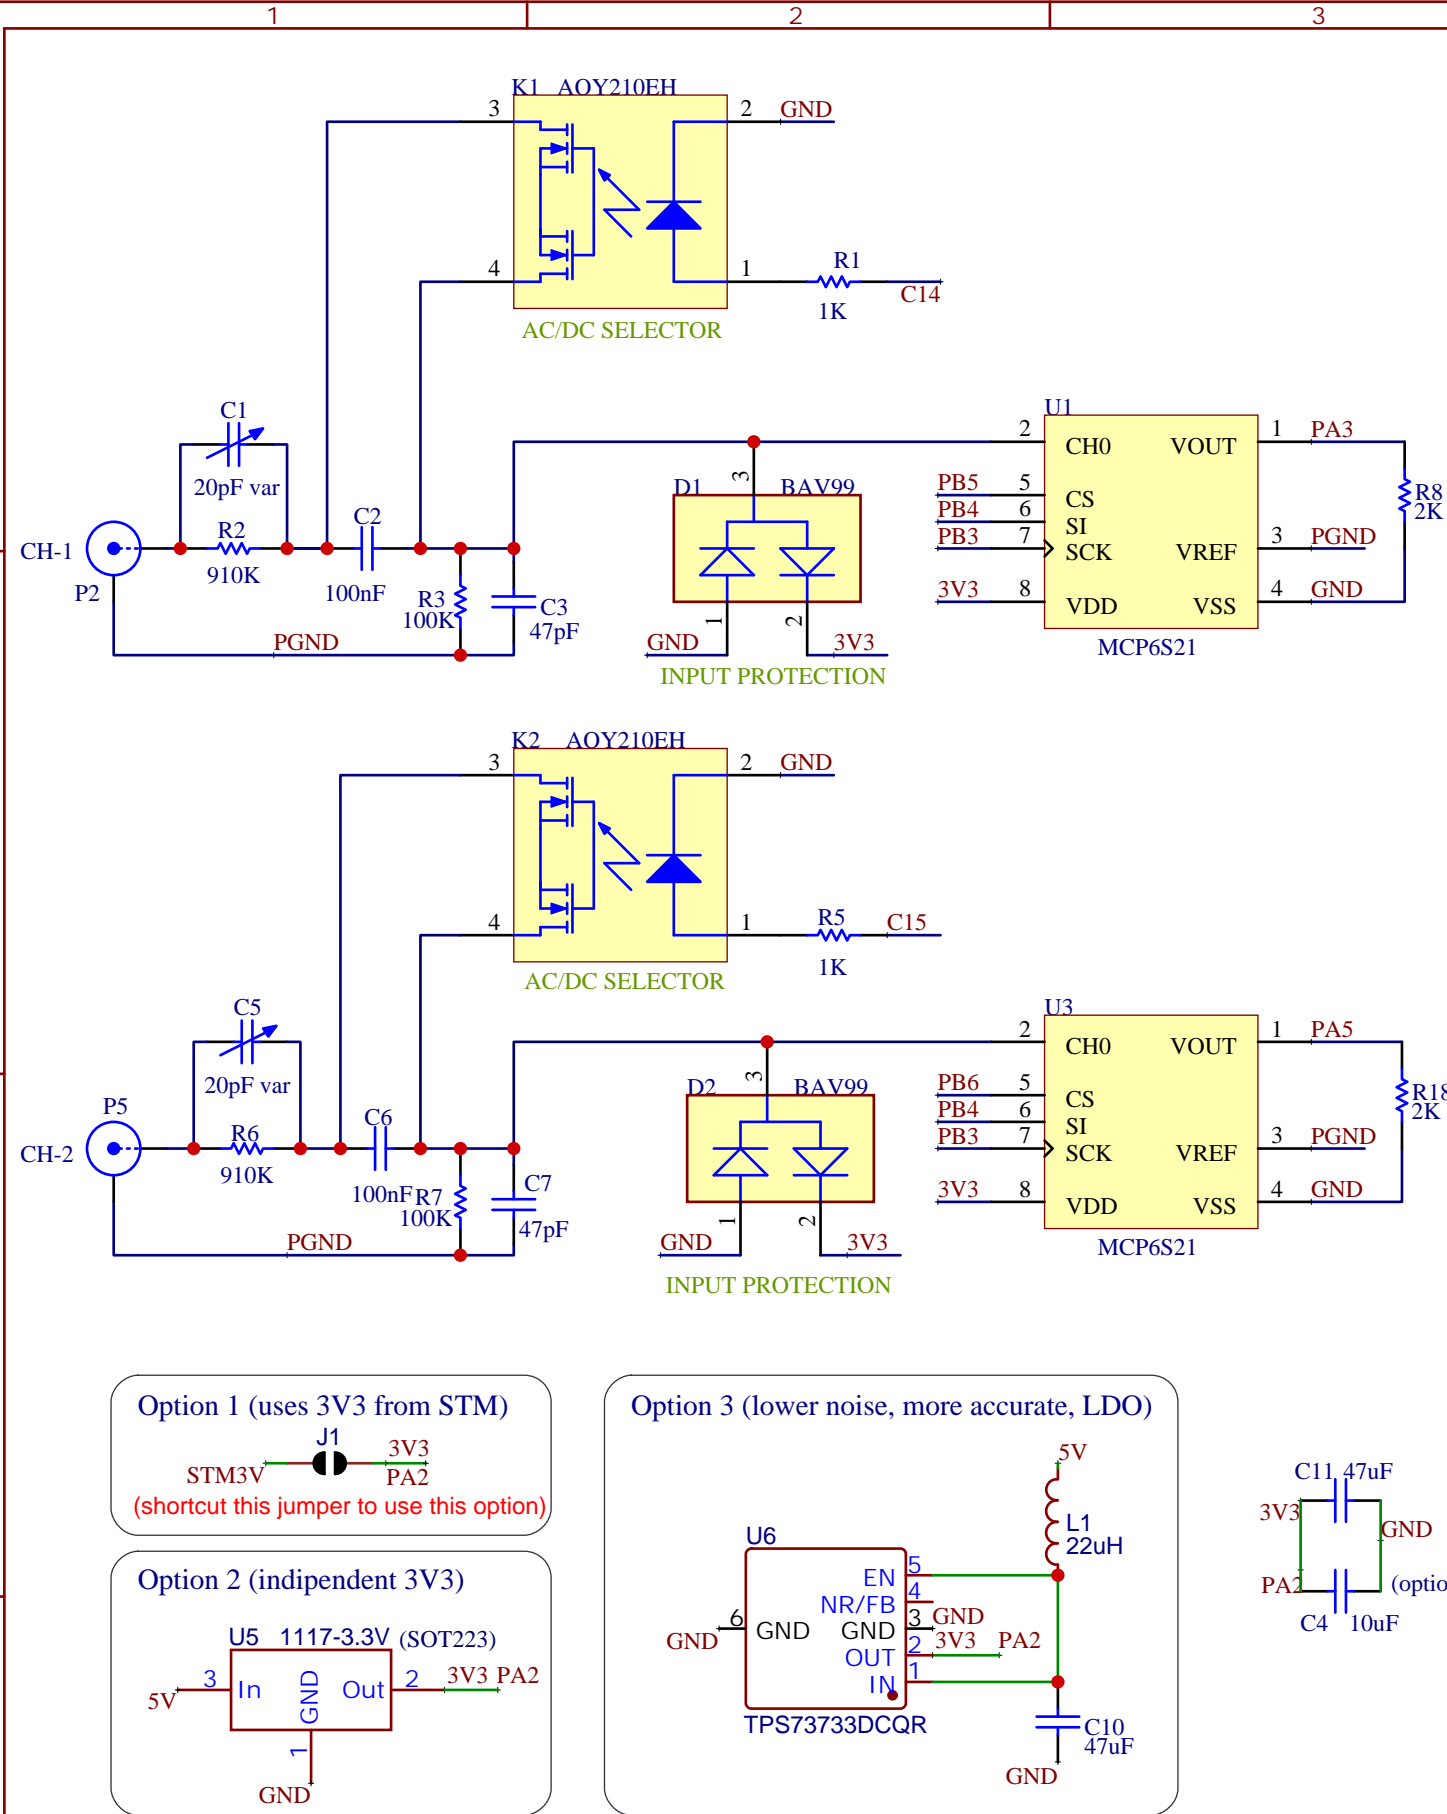 1 2 3
K1 AOY210EH
3 2 GND
4 1 R1
C14
1K
AC/DC SELECTOR
C1
20pF var
R2
910K
C2
100nF
CH-1
P2
R3
100K
C3
47pF
PGND
D1 BAV99
3
1 2
GND 3V3
INPUT PROTECTION
U1
2 CH0 VOUT 1 PA3
PB5 5 CS
PB4 6 SI
PB3 7 SCK VREF 3 PGND
3V3 8 VDD VSS 4 GND
R8
2K
MCP6S21
K2 AOY210EH
3 2 GND
4 1 R5 C15
1K
AC/DC SELECTOR
C5
20pF var
P5
R6
910K
C6
100nF
CH-2
R7
100K
C7
47pF
PGND
D2 BAV99
3
1 2
GND 3V3
INPUT PROTECTION
U3
2 CH0 VOUT 1 PA5
PB6 5 CS
PB4 6 SI
PB3 7 SCK VREF 3 PGND
3V3 8 VDD VSS 4 GND
R18
2K
MCP6S21
Option 1 (uses 3V3 from STM)
J1
STM3V 3V3
PA2
(shortcut this jumper to use this option)
Option 2 (indipendent 3V3)
U5 1117-3.3V (SOT223)
5V 3 In GND Out 2 3V3 PA2
1
GND
Option 3 (lower noise, more accurate, LDO)
5V
L1
22uH
U6
EN 5
NR/FB 4
GND 6 GND GND 3 GND
OUT 2 3V3 PA2
IN 1
TPS73733DCQR
C10
47uF
GND
C11 47uF
3V3 GND
PA2
C4 10uF